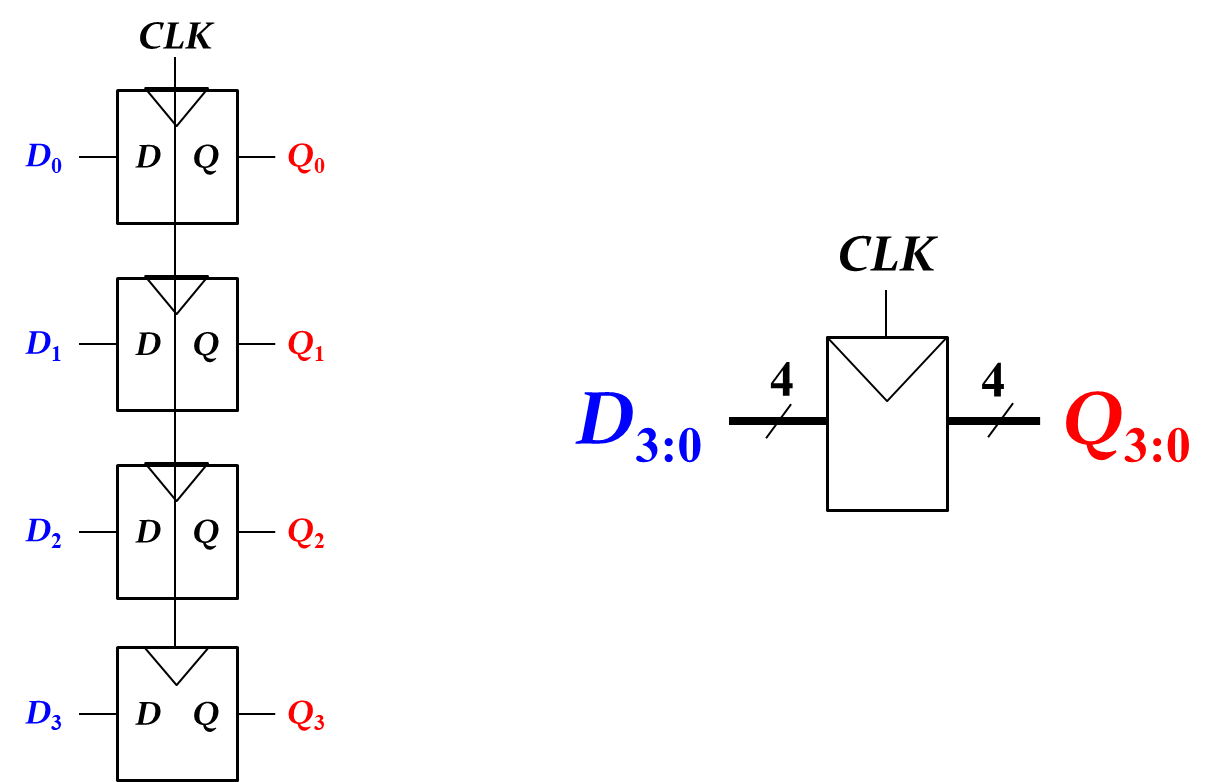 CLK
D0 D Q Q0
D1 D Q Q1
D2 D Q Q2
D3 D Q Q3
CLK
4 4
D3:0 Q3:0